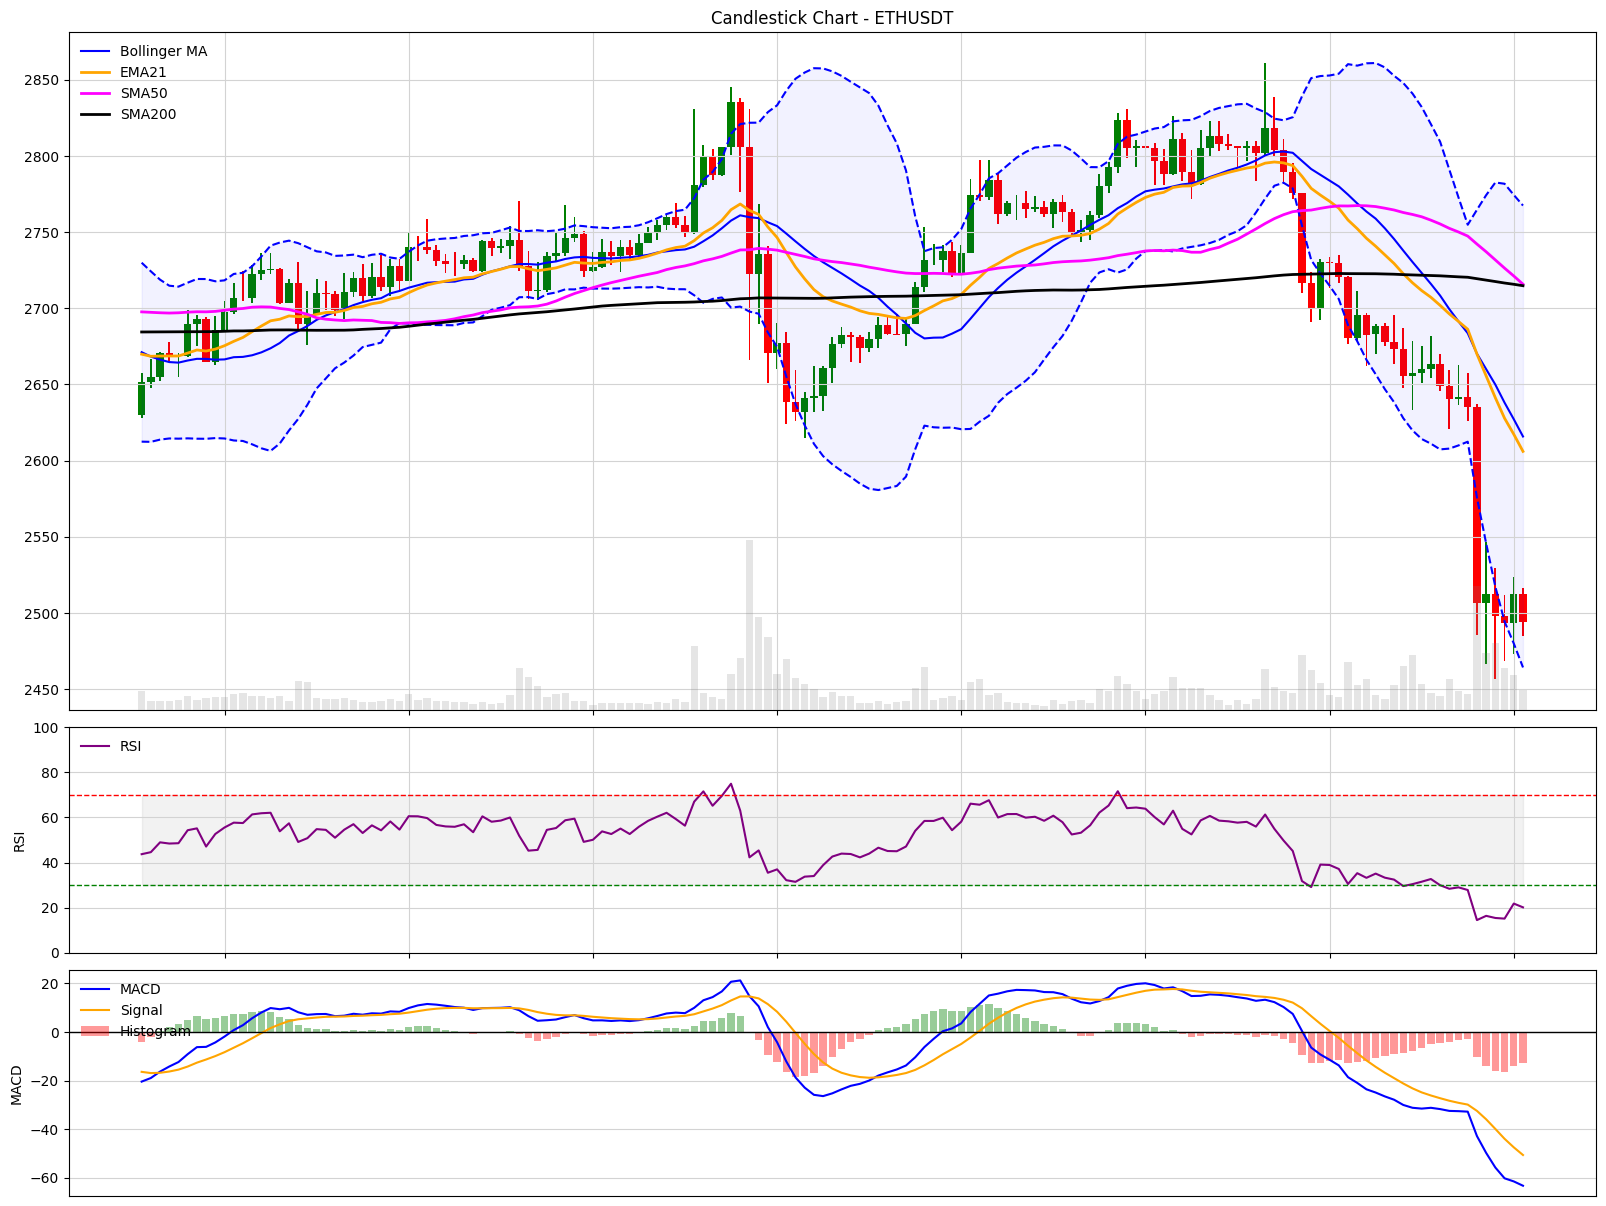 Candlestick Chart - ETHUSDT
Bollinger MA
EMA21
SMA50
SMA200
2850
2800
2750
2700
2650
2600
2550
2500
2450
RSI
100
80
60
40
20
0
RSI
MACD
Signal
Histogram
20
0
−20
−40
−60
MACD